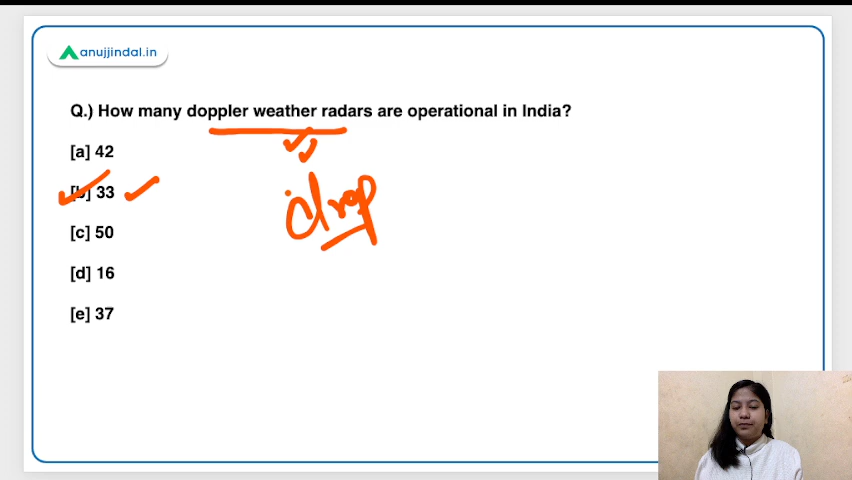 anujjindal.in
Q.) How many doppler weather radars are operational in India?
[a] 42
[b] 33
drop
[c] 50
[d] 16
[e] 37